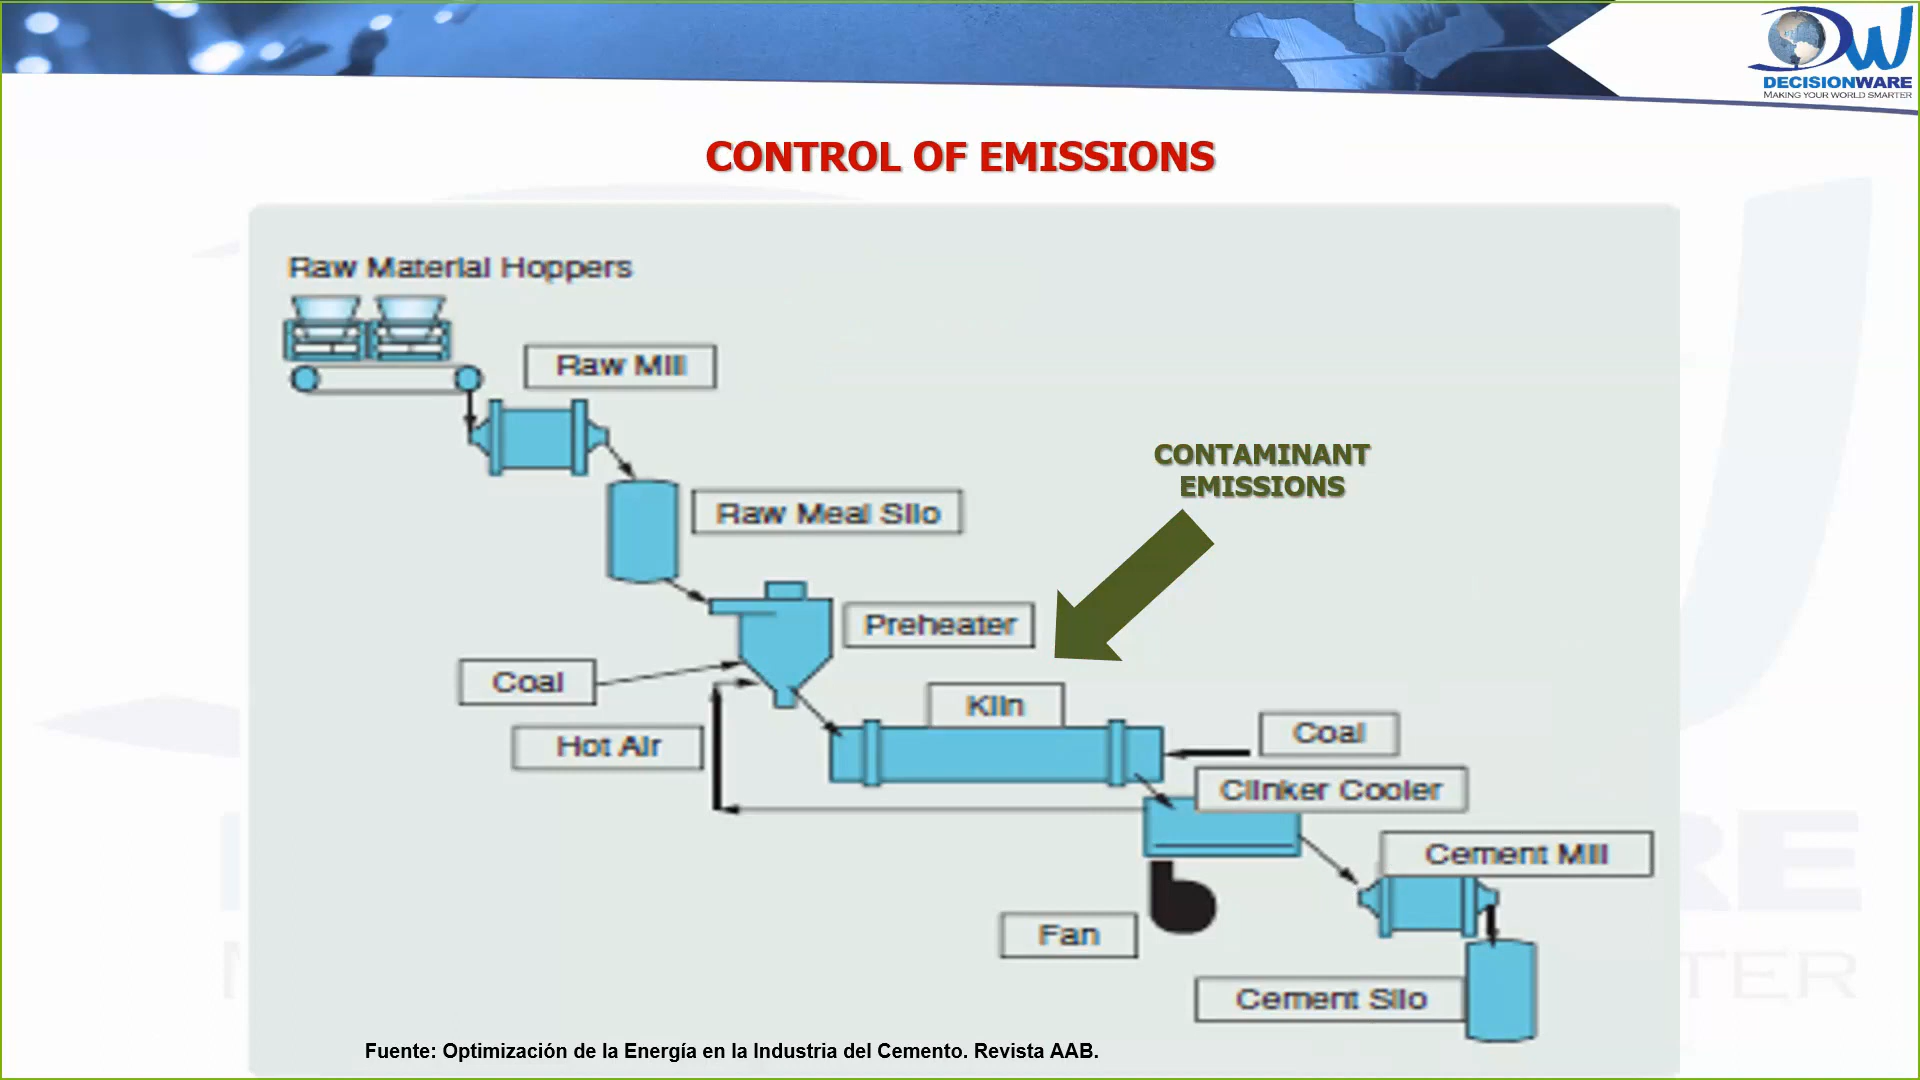 DW
DECISIONWARE
MAKING YOUR WORLD SMARTER
CONTROL OF EMISSIONS
Raw Material Hoppers
Raw Mill
CONTAMINANT
EMISSIONS
Raw Meal Silo
Preheater
Coal
Kiln
Hot Air
Coal
Clinker Cooler
Cement Mill
Fan
Cement Silo
Fuente: Optimización de la Energía en la Industria del Cemento. Revista AAB.